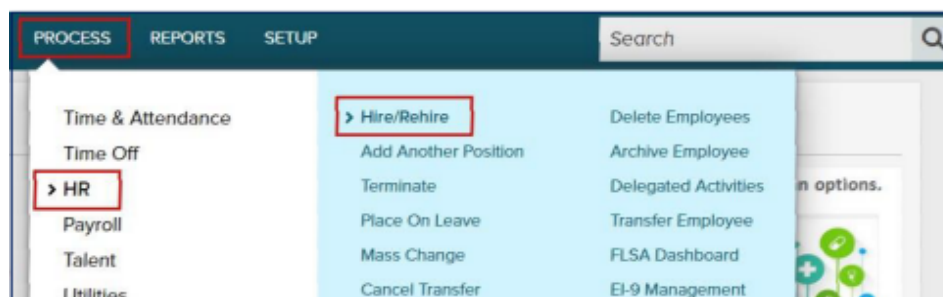 PROCESS REPORTS SETUP Search
Time & Attendance
Time Off
> HR
Payroll
Talent
Utilities
> Hire/Rehire
Add Another Position
Terminate
Place On Leave
Mass Change
Cancel Transfer
Delete Employees
Archive Employee
Delegated Activities
Transfer Employee
FLSA Dashboard
EI-9 Management
n options.